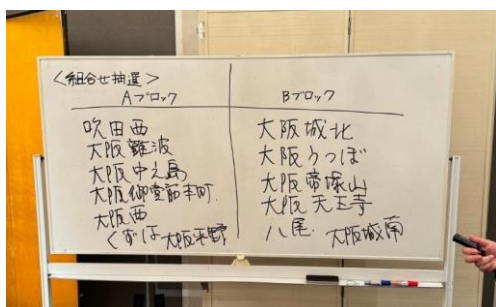 <組合せ抽選>
Aブロック
吹田西
大阪難波
大阪中之島
大阪御堂筋本町
大阪西
くずは 大阪平野
Bブロック
大阪城北
大阪うつぼ
大阪帝塚山
大阪天王寺
八尾 大阪城南